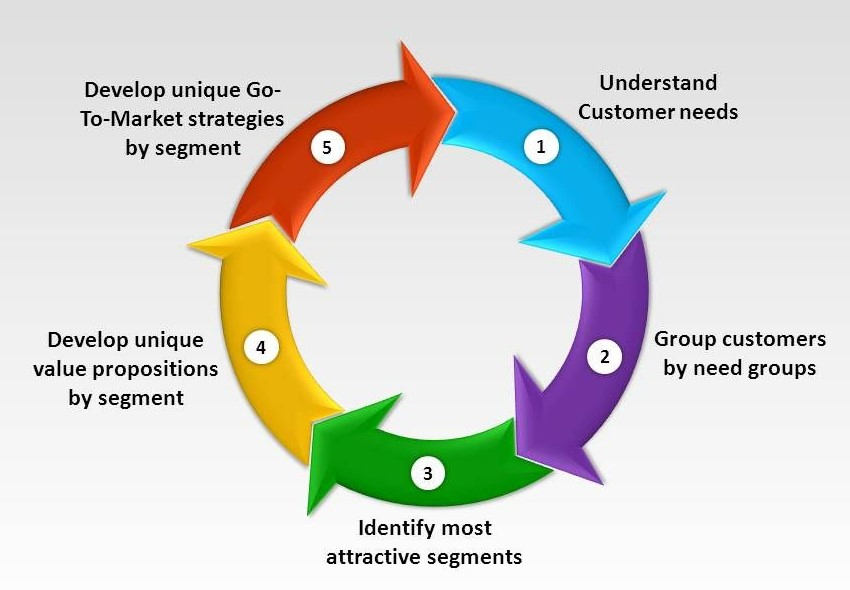 1
Understand
Customer needs
2
Group customers
by need groups
3
Identify most
attractive segments
4
Develop unique
value propositions
by segment
5
Develop unique Go-
To-Market strategies
by segment